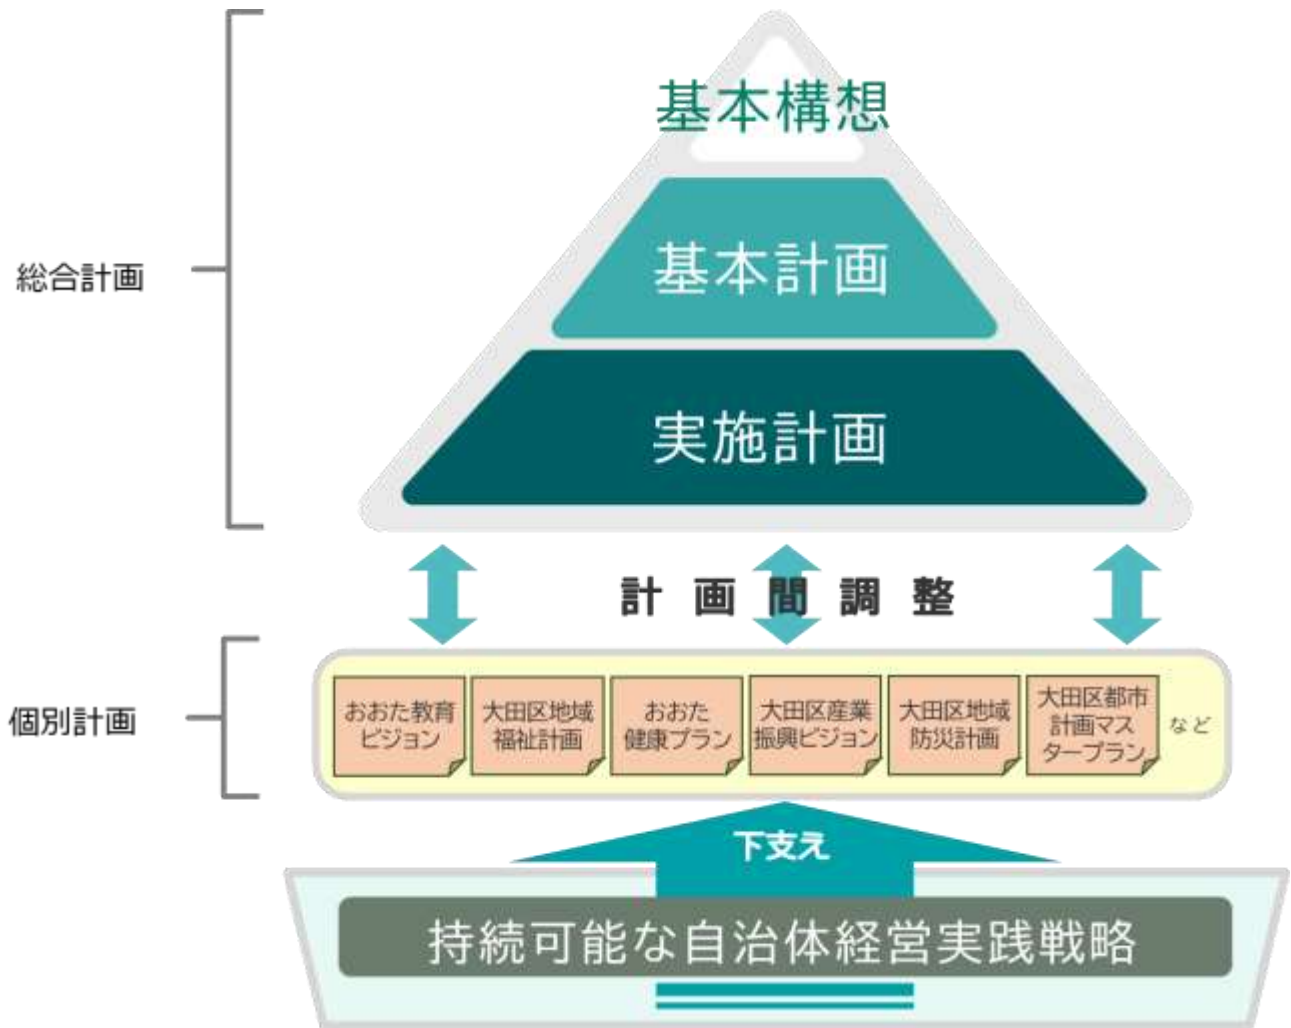 基本構想
基本計画
総合計画
実施計画
計画間調整
個別計画
おおた教育
ビジョン
大田区地域
福祉計画
おおた
健康プラン
大田区産業
振興ビジョン
大田区地域
防災計画
大田区都市
計画マス
タープラン
など
下支え
持続可能な自治体経営実践戦略